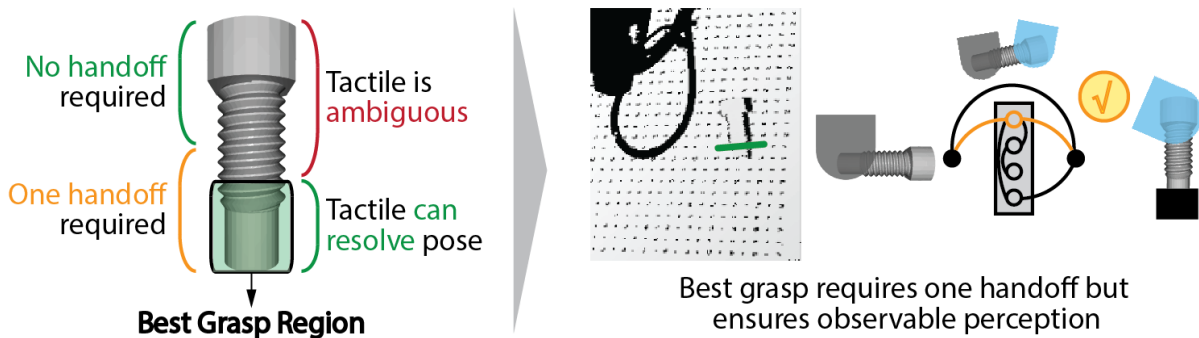 No handoff
required
One handoff
required
Tactile is
ambiguous
Tactile can
resolve pose
Best Grasp Region
√
Best grasp requires one handoff but
ensures observable perception